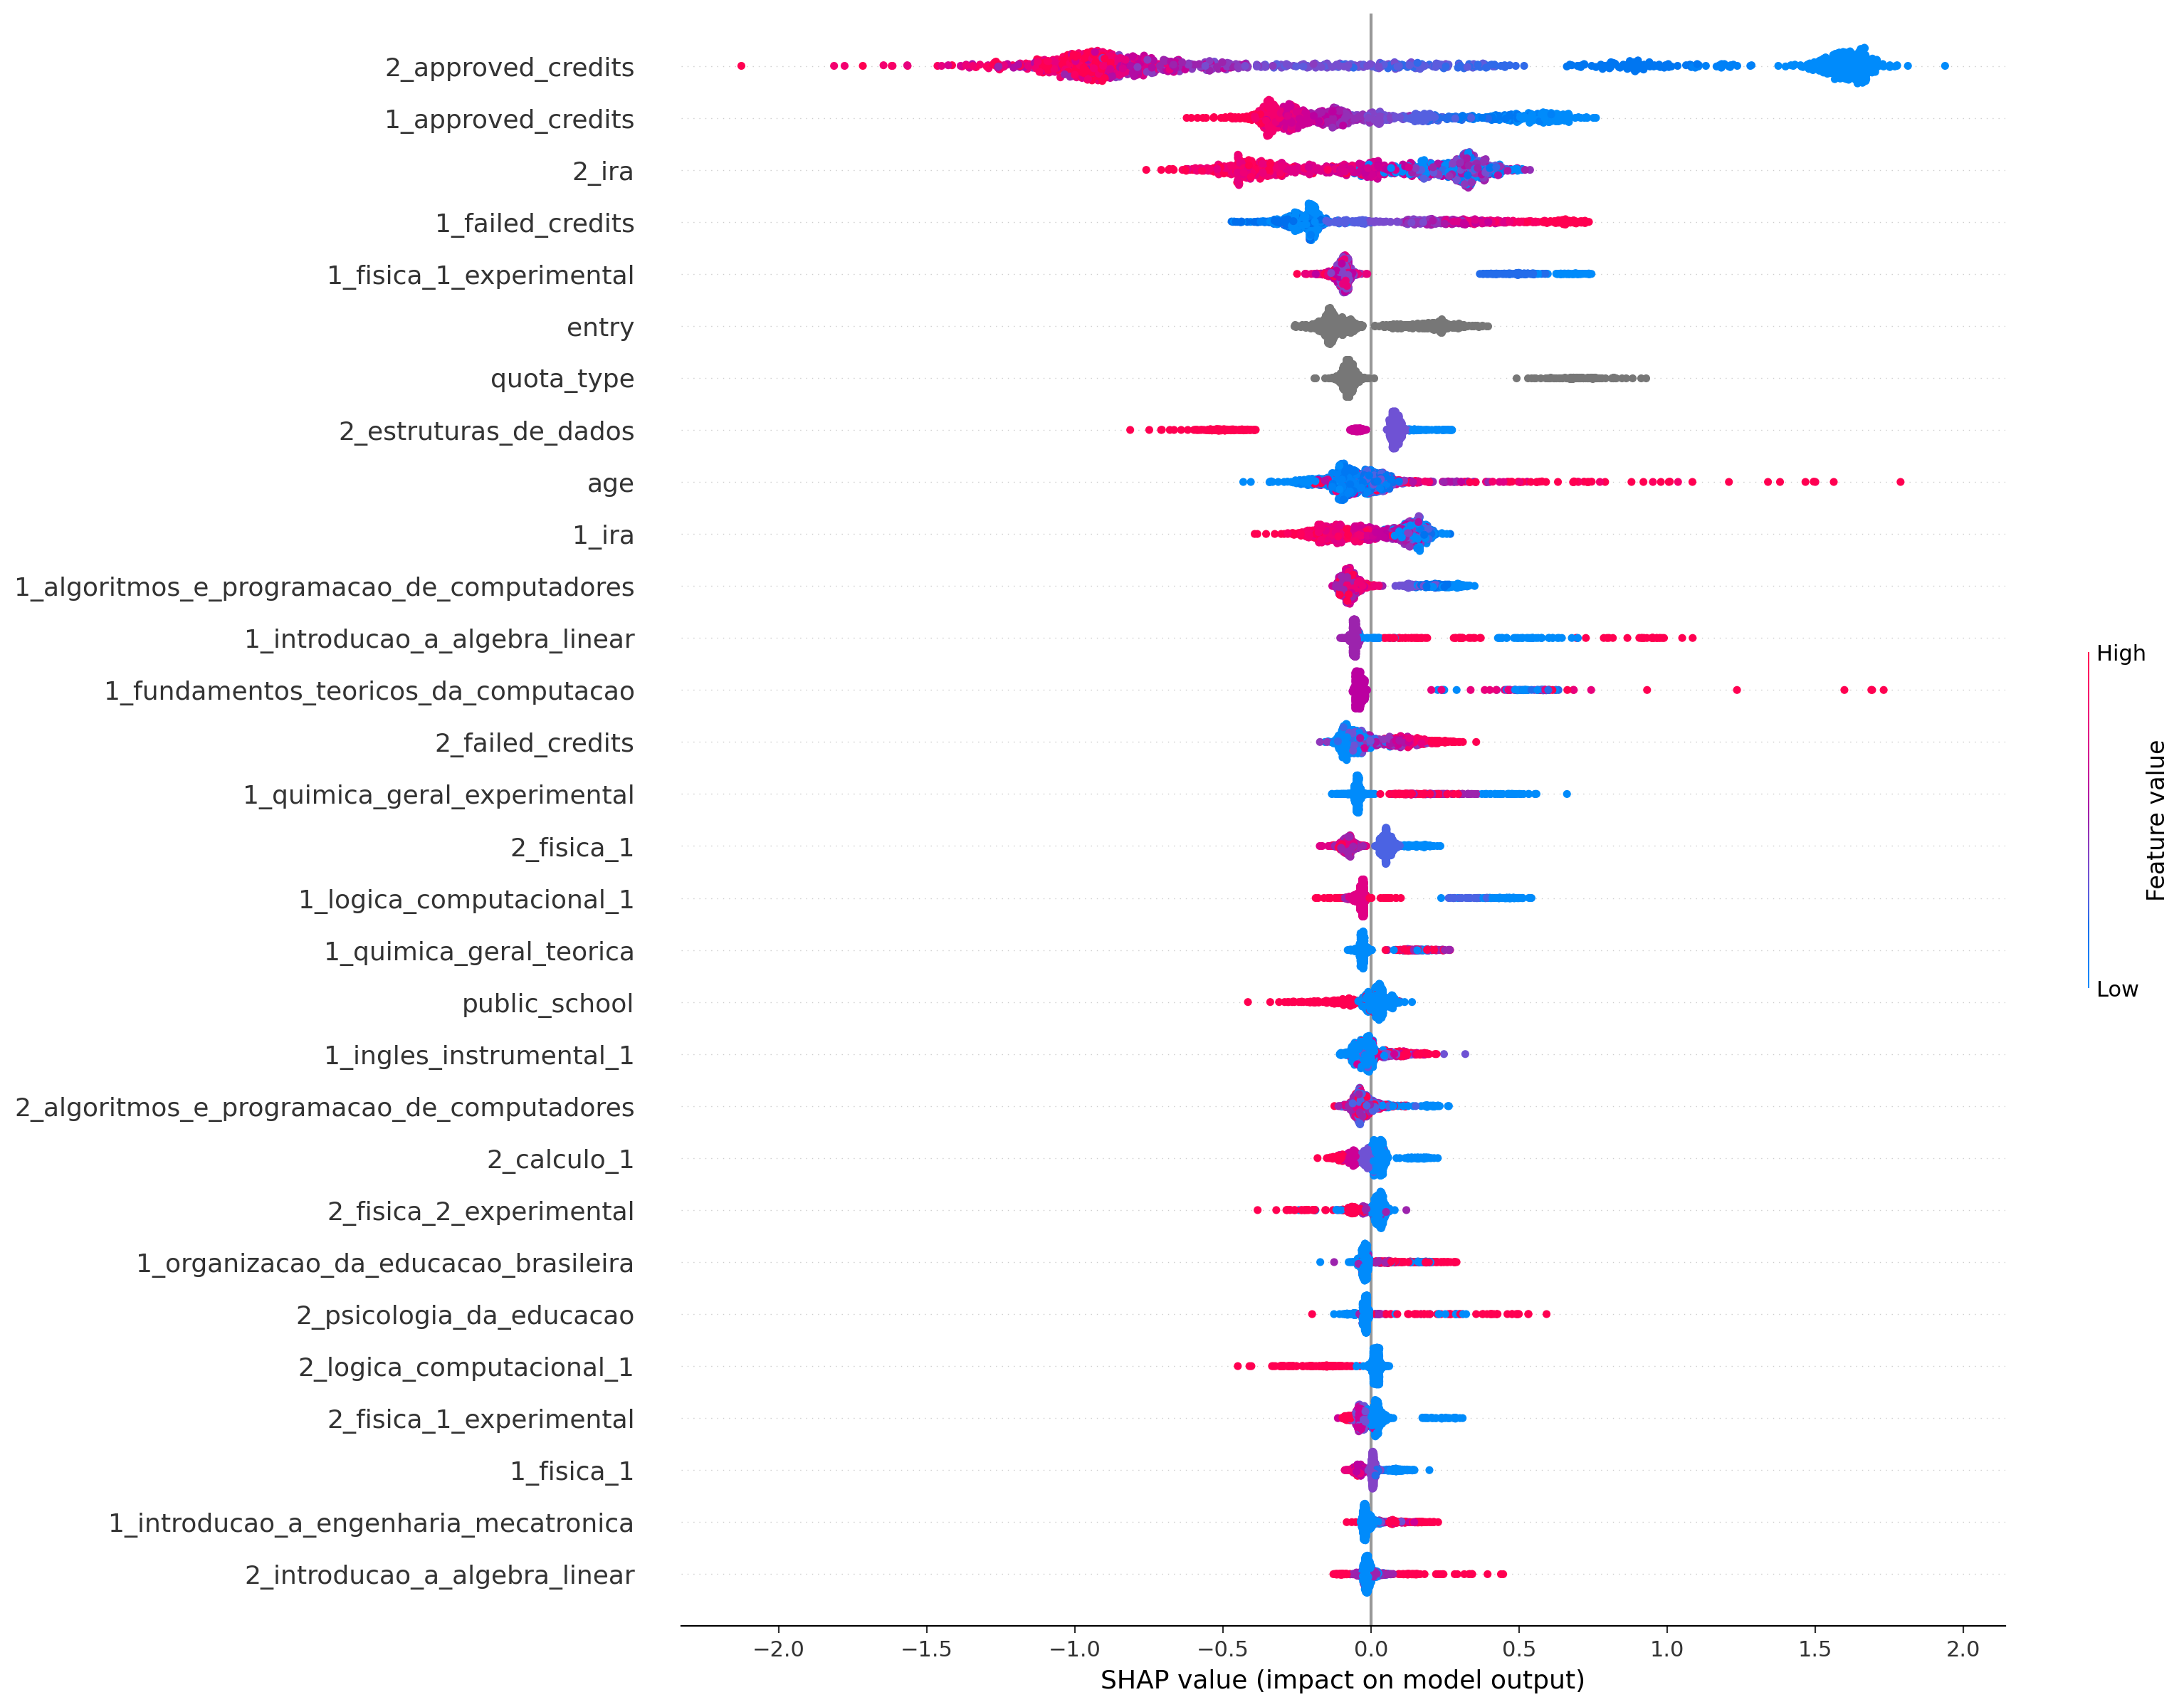 2_approved_credits
1_approved_credits
2_ira
1_failed_credits
1_fisica_1_experimental
entry
quota_type
2_estruturas_de_dados
age
1_ira
1_algoritmos_e_programacao_de_computadores
1_introducao_a_algebra_linear
1_fundamentos_teoricos_da_computacao
2_failed_credits
1_quimica_geral_experimental
2_fisica_1
1_logica_computacional_1
1_quimica_geral_teorica
public_school
1_ingles_instrumental_1
2_algoritmos_e_programacao_de_computadores
2_calculo_1
2_fisica_2_experimental
1_organizacao_da_educacao_brasileira
2_psicologia_da_educacao
2_logica_computacional_1
2_fisica_1_experimental
1_fisica_1
1_introducao_a_engenharia_mecatronica
2_introducao_a_algebra_linear
−2.0 −1.5 −1.0 −0.5 0.0 0.5 1.0 1.5 2.0
SHAP value (impact on model output)
High
Feature value
Low